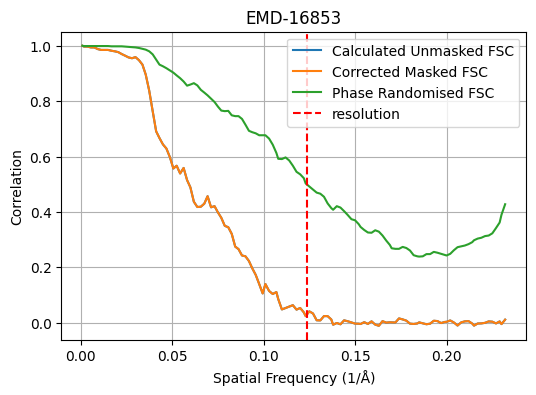 EMD-16853
1.0
0.8
0.6
0.4
0.2
0.0
Correlation
Calculated Unmasked FSC
Corrected Masked FSC
Phase Randomised FSC
resolution
0.00 0.05 0.10 0.15 0.20
Spatial Frequency (1/Å)